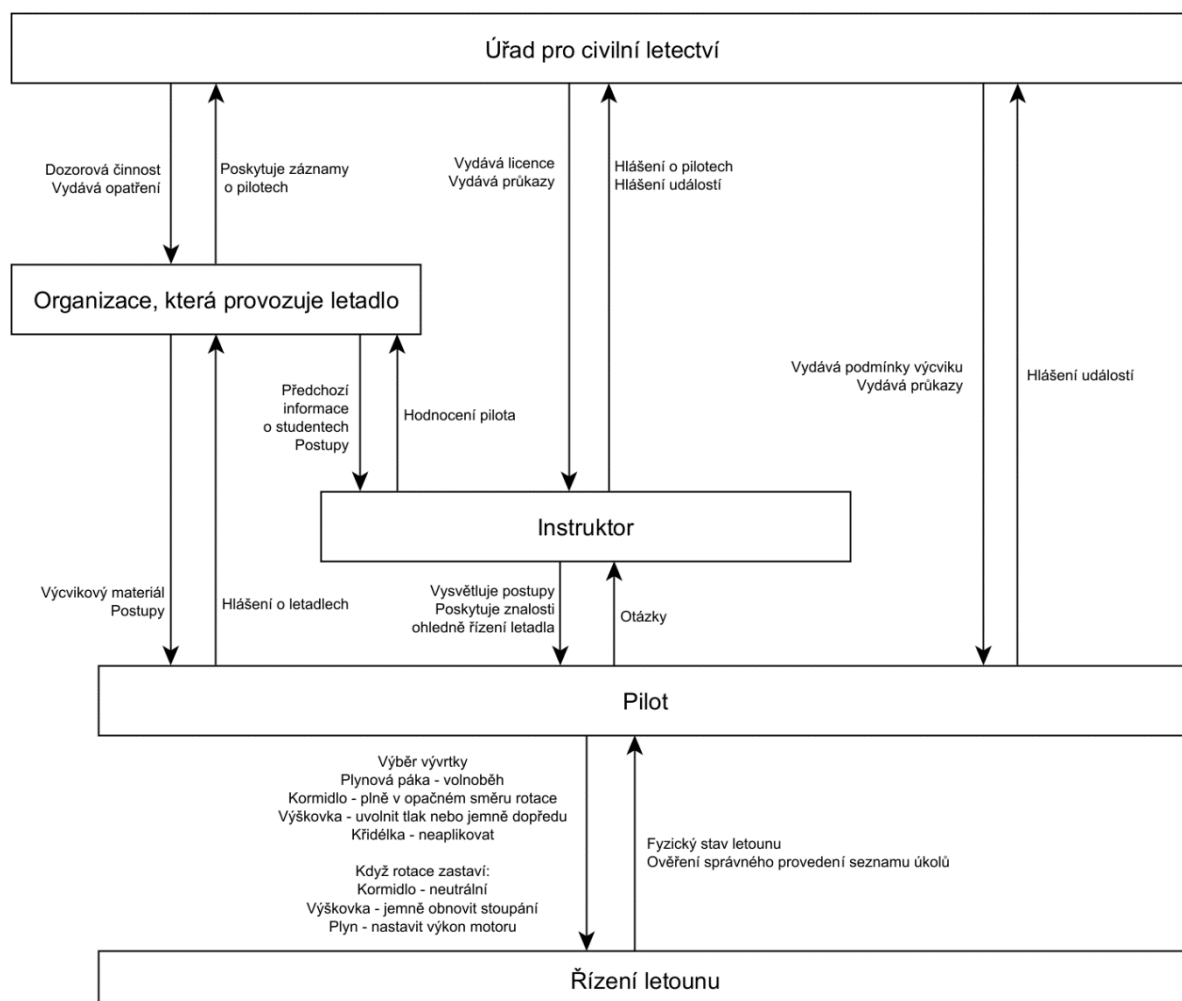 Úřad pro civilní letectví
Dozorová činnost
Vydává opatření
Poskytuje záznamy
o pilotech
Vydává licence
Vydává průkazy
Hlášení o pilotech
Hlášení událostí
Organizace, která provozuje letadlo
Předchozí
informace
o studentech
Postupy
Hodnocení pilota
Vydává podmínky výcviku
Vydává průkazy
Hlášení událostí
Instruktor
Výcvikový materiál
Postupy
Hlášení o letadlech
Vysvětluje postupy
Poskytuje znalosti
ohledně řízení letadla
Otázky
Pilot
Výběr vývrtky
Plynová páka - volnoběh
Kormidlo - plně v opačném směru rotace
Výškovka - uvolnit tlak nebo jemně dopředu
Křidélka - neaplikovat
Když rotace zastaví:
Kormidlo - neutrální
Výškovka - jemně obnovit stoupání
Plyn - nastavit výkon motoru
Fyzický stav letounu
Ověření správného provedení seznamu úkolů
Řízení letounu